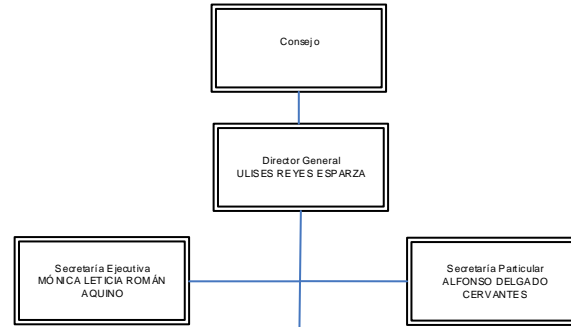 Consejo
Director General
ULISES REYES ESPARZA
Secretaría Ejecutiva
MÓNICA LETICIA ROMÁN
AQUINO
Secretaría Particular
ALFONSO DELGADO
CERVANTES